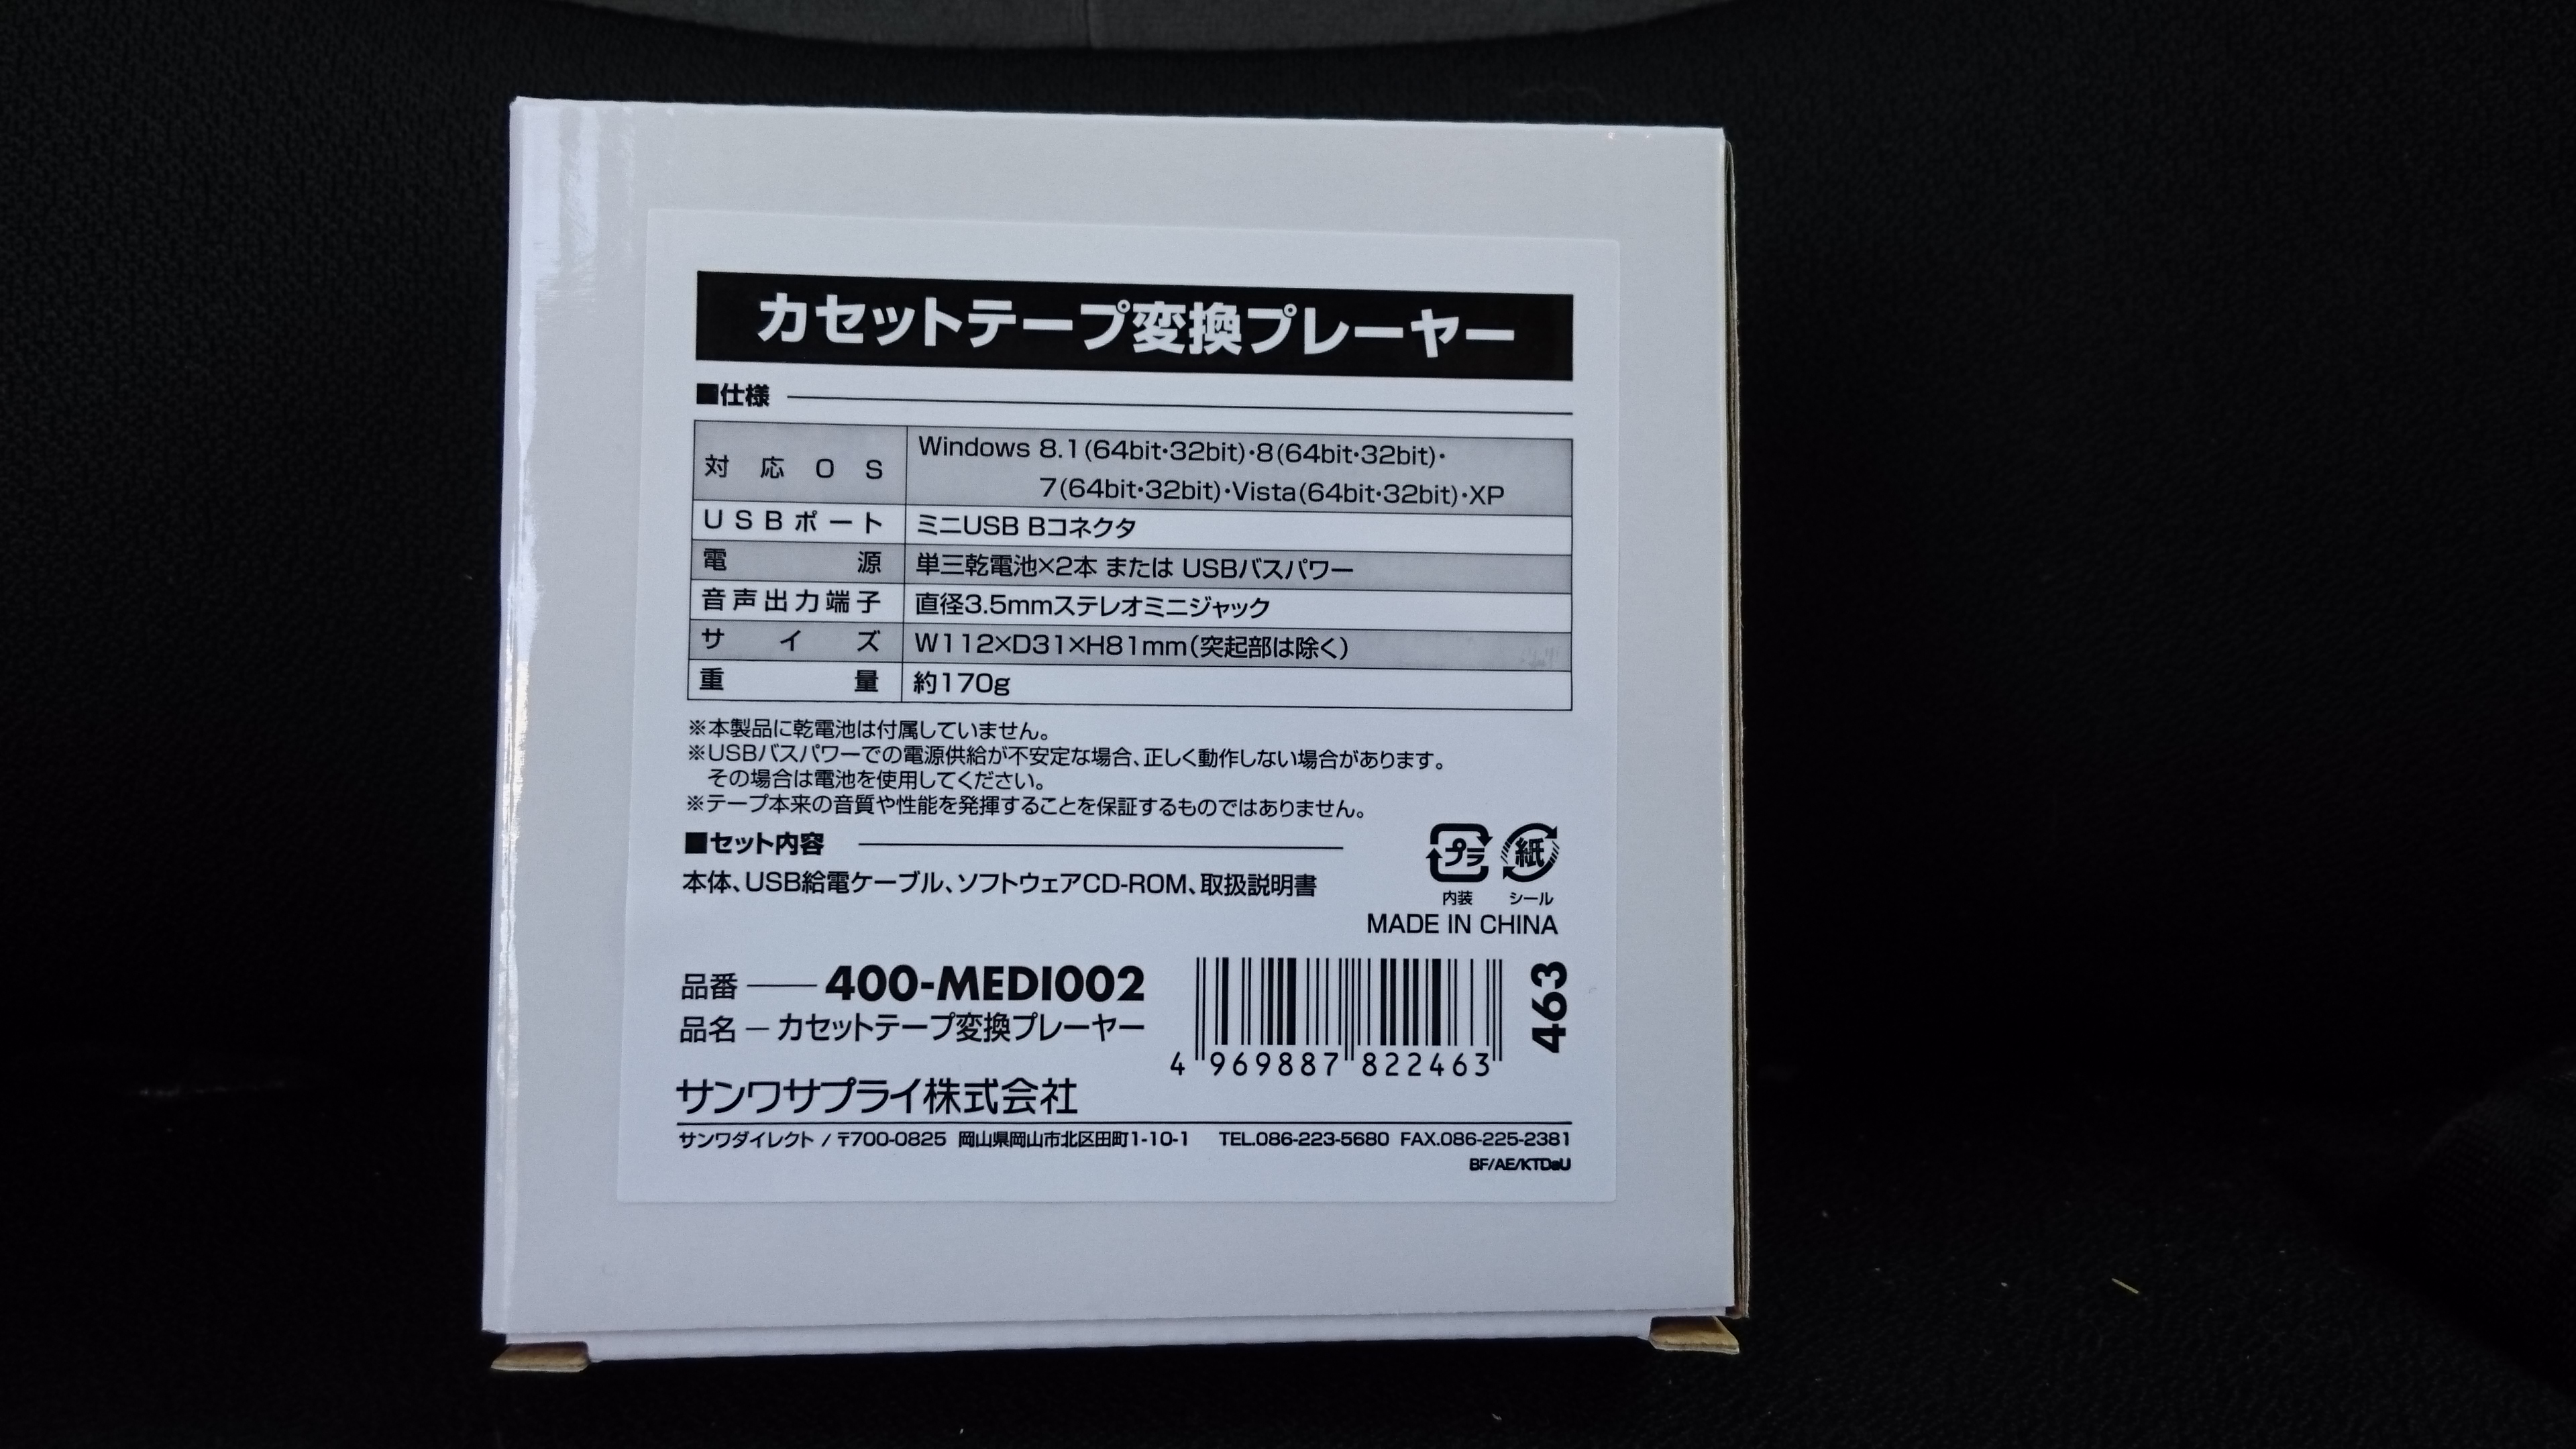 カセットテープ変換プレーヤー
■仕様
対応OS Windows 8.1(64bit・32bit)・8(64bit・32bit)・
7(64bit・32bit)・Vista(64bit・32bit)・XP
USBポート ミニUSB Bコネクタ
電源 単三乾電池×2本 または USBバスパワー
音声出力端子 直径3.5mmステレオミニジャック
サイズ W112×D31×H81mm(突起部は除く)
重量 約170g
※本製品に乾電池は付属していません。
※USBバスパワーでの電源供給が不安定な場合、正しく動作しない場合があります。
その場合は電池を使用してください。
※テープ本来の音質や性能を発揮することを保証するものではありません。
■セット内容
本体、USB給電ケーブル、ソフトウェアCD-ROM、取扱説明書
プラ 紙
内装 シール
MADE IN CHINA
品番 — 400-MEDI002
品名 — カセットテープ変換プレーヤー
4 969887 822463
463
サンワサプライ株式会社
サンワダイレクト / 〒700-0825 岡山県岡山市北区田町1-10-1 TEL.086-223-5680 FAX.086-225-2381
BF/AE/KTDaU